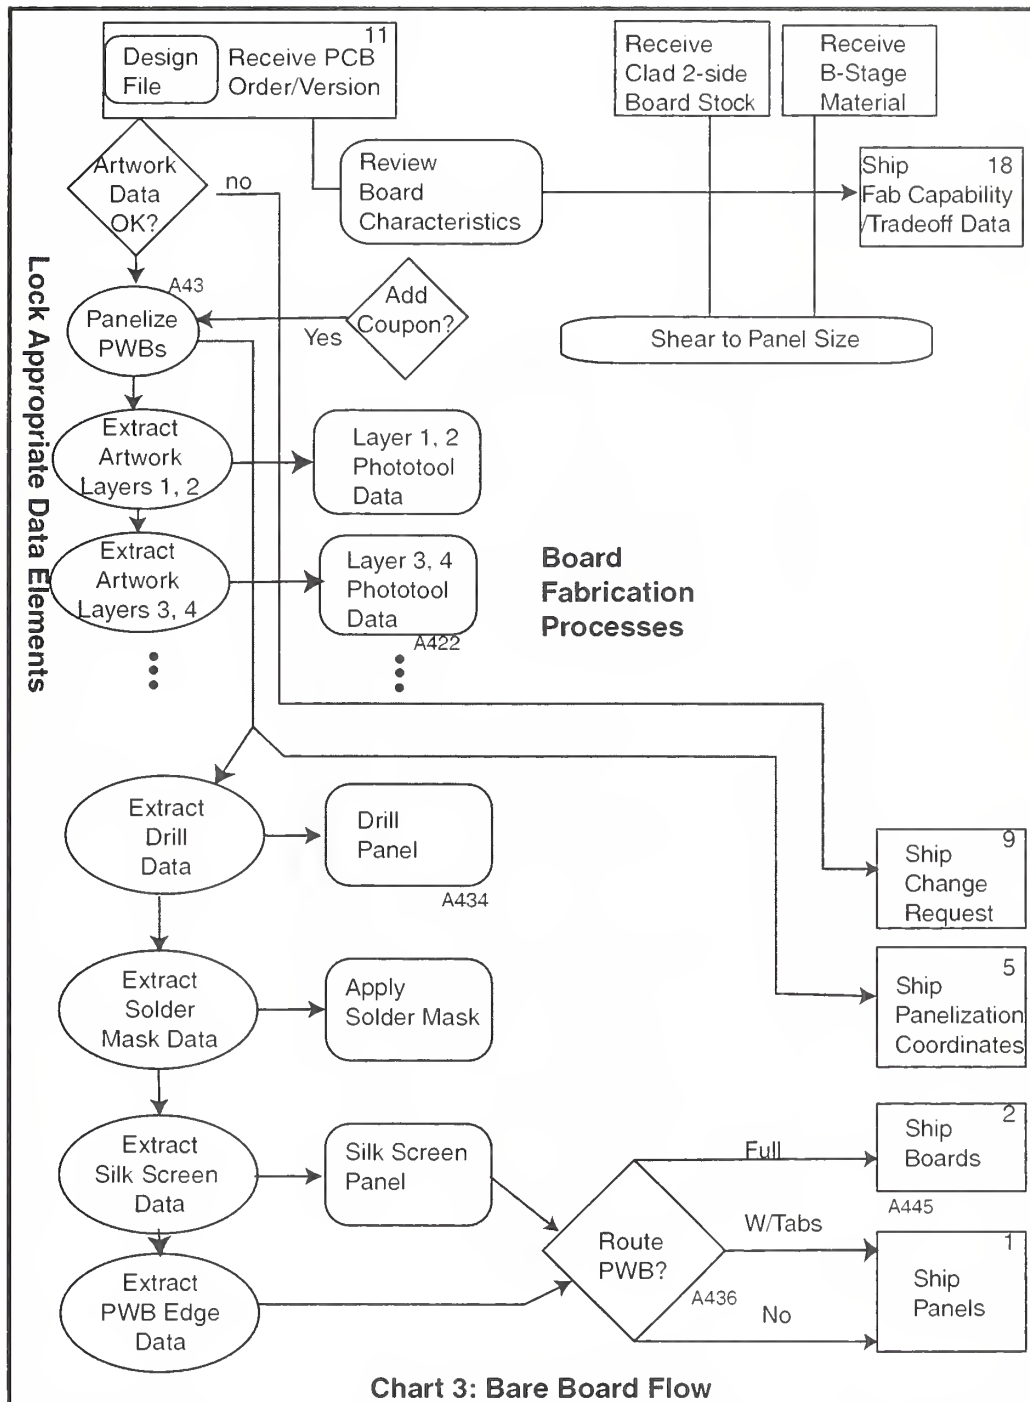 11
Design
File
Receive PCB
Order/Version
Receive
Clad 2-side
Board Stock
Receive
B-Stage
Material
Artwork
Data
OK?
no
Review
Board
Characteristics
Ship 18
Fab Capability
/Tradeoff Data
A43
Panelize
PWBs
Add
Coupon?
Yes
Shear to Panel Size
Lock Appropriate Data Elements
Extract
Artwork
Layers 1, 2
Layer 1, 2
Phototool
Data
Extract
Artwork
Layers 3, 4
Layer 3, 4
Phototool
Data
A422
Board
Fabrication
Processes
Extract
Drill
Data
Drill
Panel
A434
9
Ship
Change
Request
Extract
Solder
Mask Data
Apply
Solder Mask
5
Ship
Panelization
Coordinates
Extract
Silk Screen
Data
Silk Screen
Panel
Full
2
Ship
Boards
A445
W/Tabs
Route
PWB?
A436
No
1
Ship
Panels
Extract
PWB Edge
Data
Chart 3: Bare Board Flow